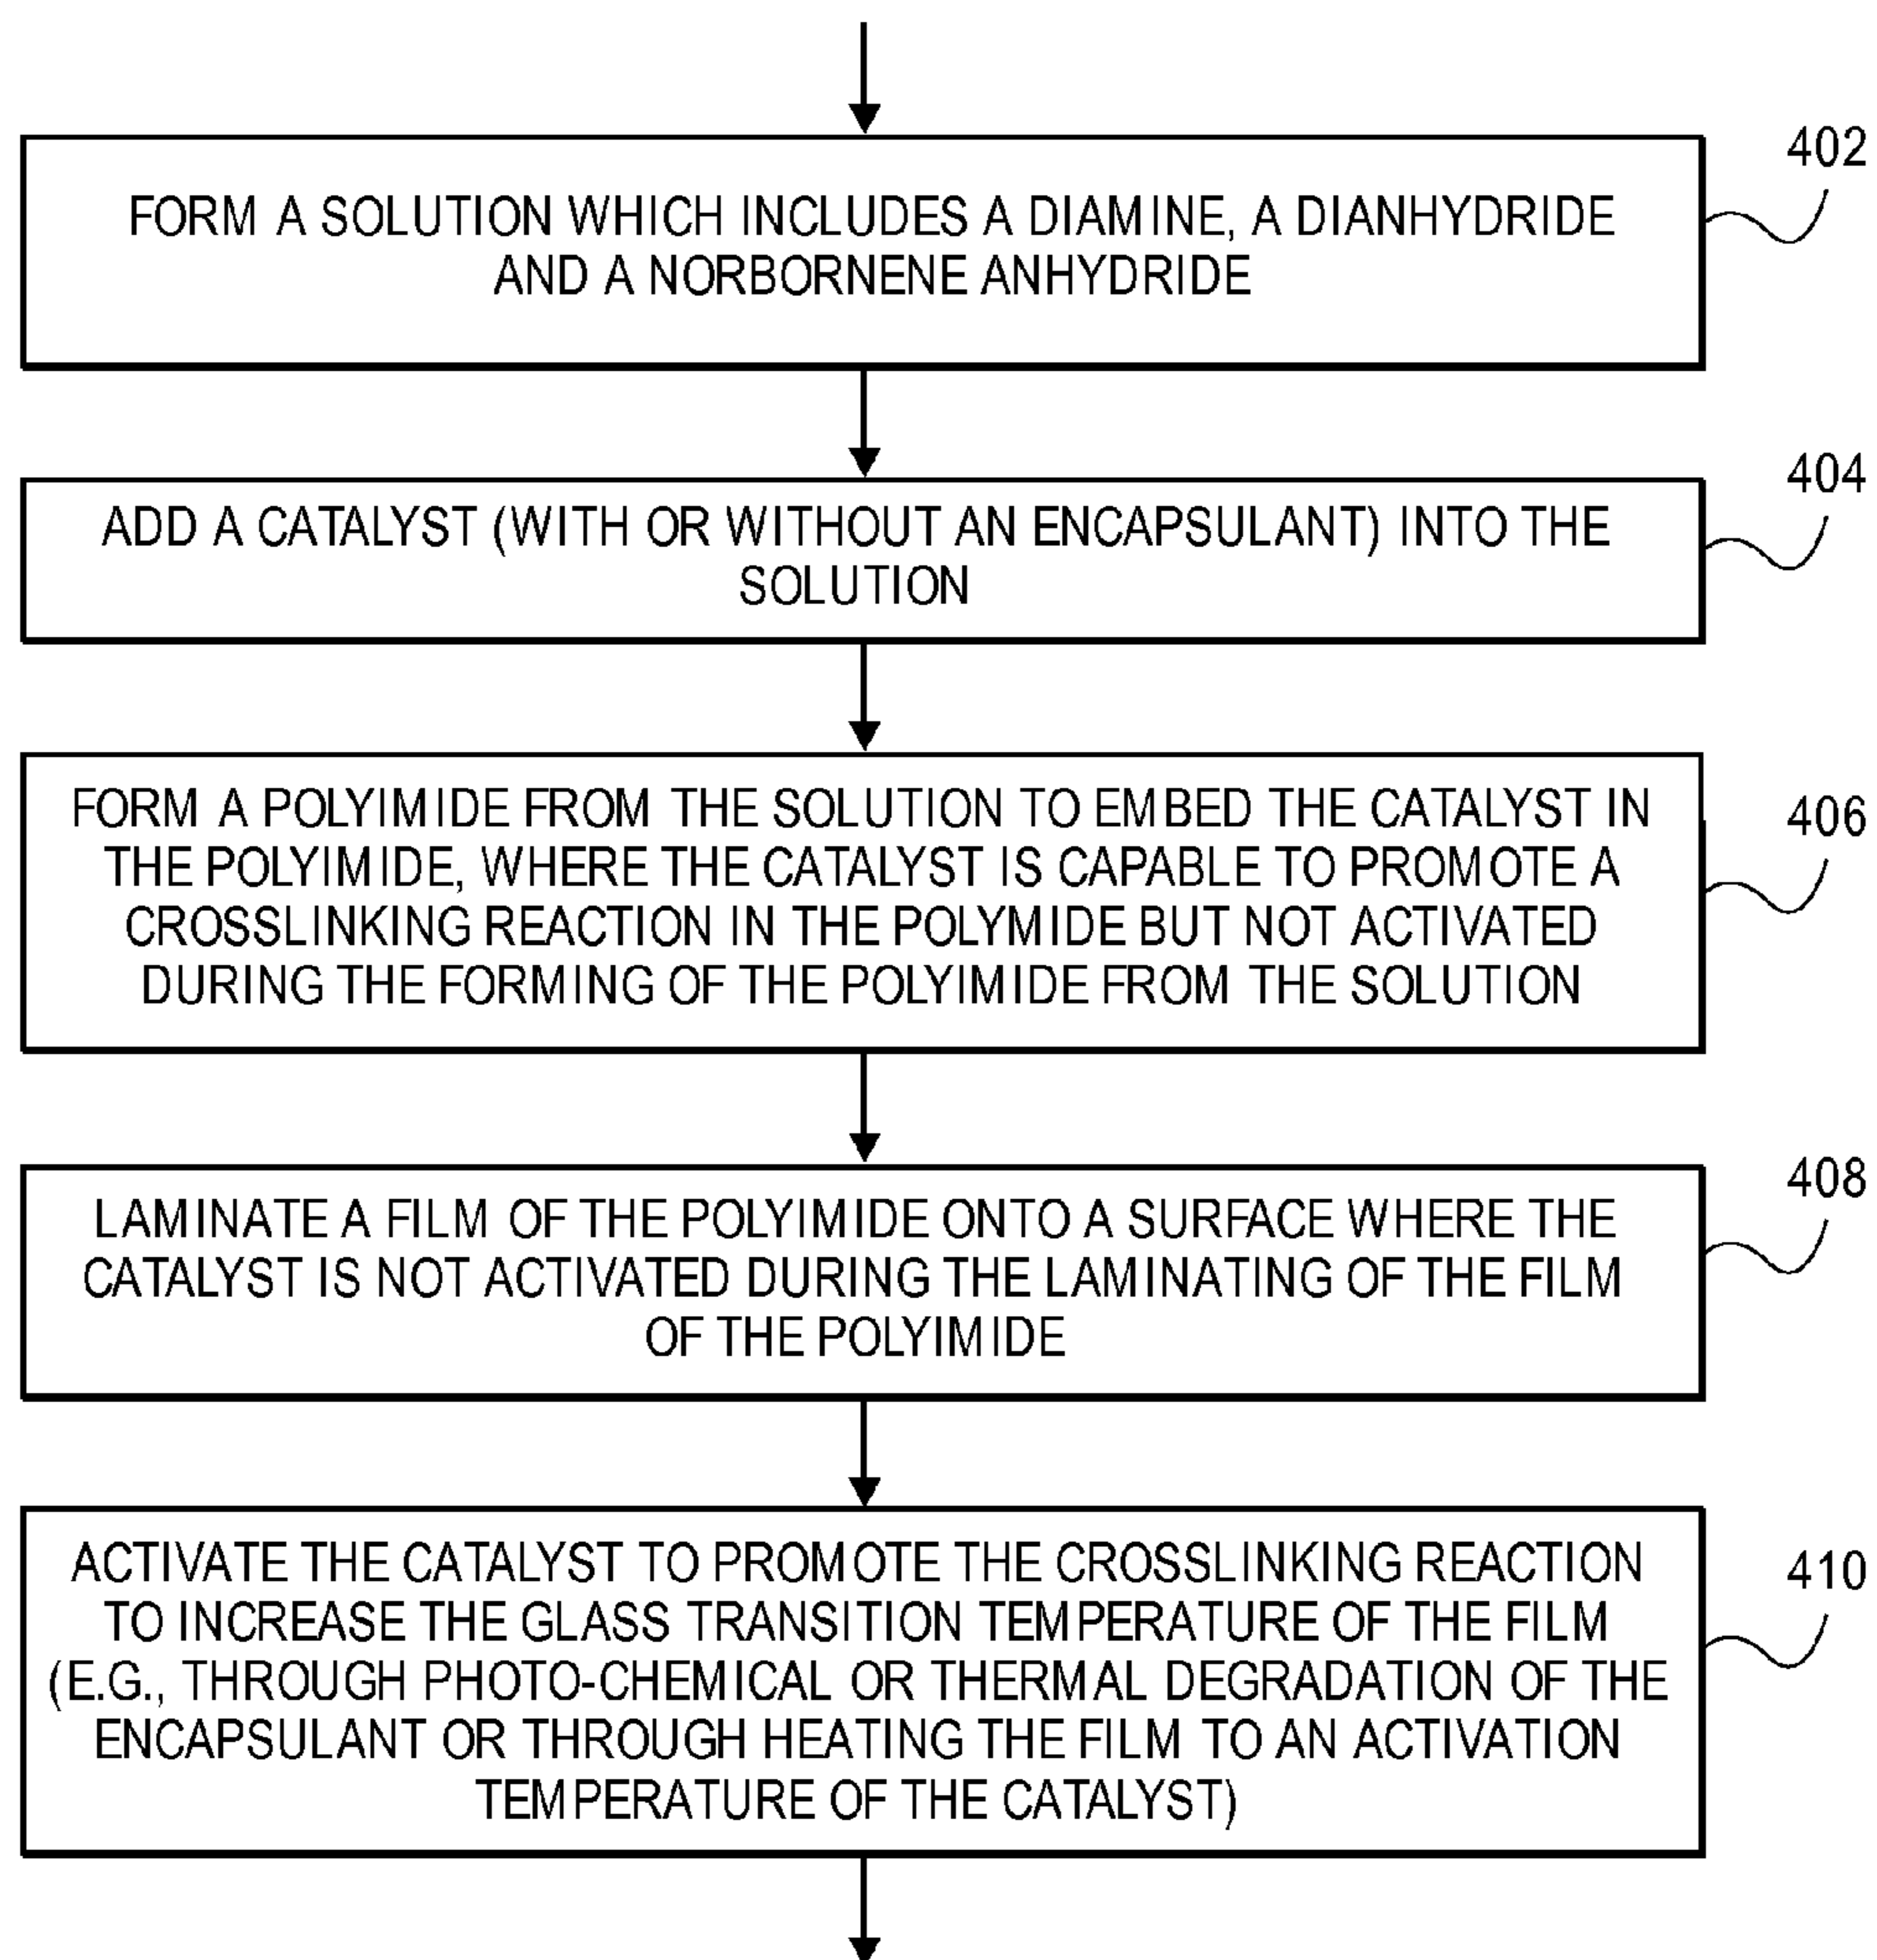 402
FORM A SOLUTION WHICH INCLUDES A DIAMINE, A DIANHYDRIDE
AND A NORBORNENE ANHYDRIDE
404
ADD A CATALYST (WITH OR WITHOUT AN ENCAPSULANT) INTO THE
SOLUTION
406
FORM A POLYIMIDE FROM THE SOLUTION TO EMBED THE CATALYST IN
THE POLYIMIDE, WHERE THE CATALYST IS CAPABLE TO PROMOTE A
CROSSLINKING REACTION IN THE POLYMIDE BUT NOT ACTIVATED
DURING THE FORMING OF THE POLYIMIDE FROM THE SOLUTION
408
LAMINATE A FILM OF THE POLYIMIDE ONTO A SURFACE WHERE THE
CATALYST IS NOT ACTIVATED DURING THE LAMINATING OF THE FILM
OF THE POLYIMIDE
410
ACTIVATE THE CATALYST TO PROMOTE THE CROSSLINKING REACTION
TO INCREASE THE GLASS TRANSITION TEMPERATURE OF THE FILM
(E.G., THROUGH PHOTO-CHEMICAL OR THERMAL DEGRADATION OF THE
ENCAPSULANT OR THROUGH HEATING THE FILM TO AN ACTIVATION
TEMPERATURE OF THE CATALYST)